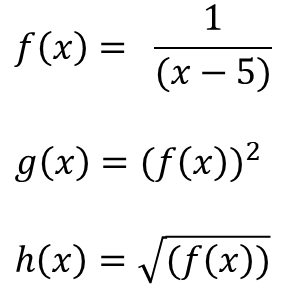 f(x) = 1 / (x − 5)
g(x) = (f(x))²
h(x) = √(f(x))